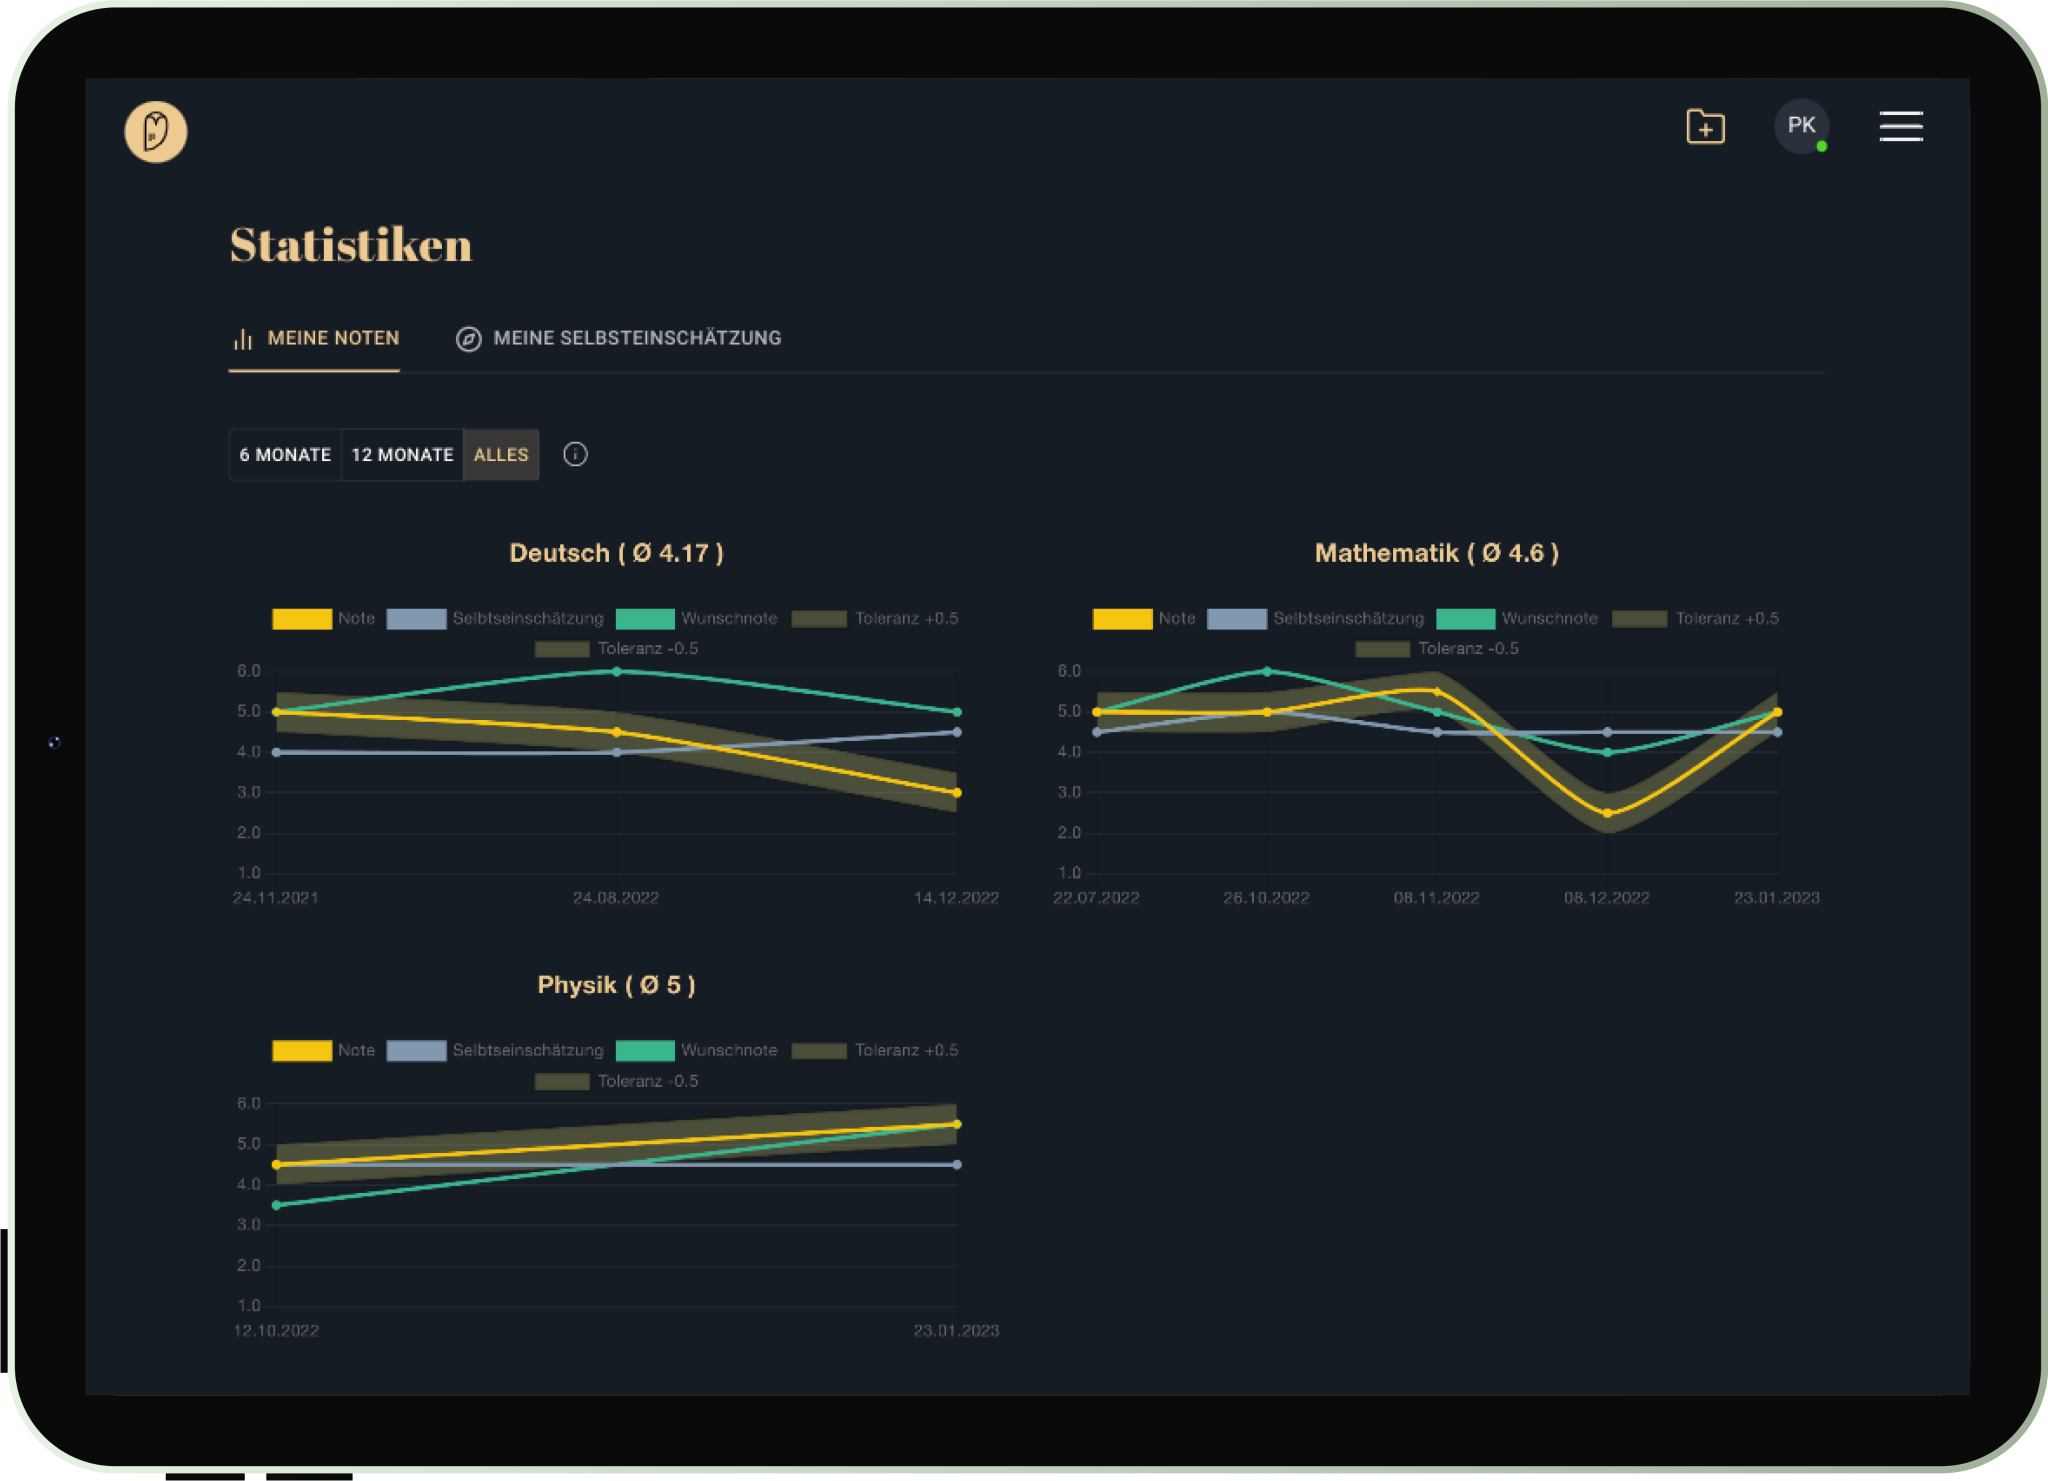 PK
Statistiken
MEINE NOTEN MEINE SELBSTEINSCHÄTZUNG
6 MONATE 12 MONATE ALLES
Deutsch ( Ø 4.17 )
Note Selbtseinschätzung Wunschnote Toleranz +0.5
Toleranz -0.5
6.0
5.0
4.0
3.0
2.0
1.0
24.11.2021 24.08.2022 14.12.2022
Mathematik ( Ø 4.6 )
Note Selbtseinschätzung Wunschnote Toleranz +0.5
Toleranz -0.5
6.0
5.0
4.0
3.0
2.0
1.0
22.07.2022 26.10.2022 08.11.2022 08.12.2022 23.01.2023
Physik ( Ø 5 )
Note Selbtseinschätzung Wunschnote Toleranz +0.5
Toleranz -0.5
6.0
5.0
4.0
3.0
2.0
1.0
12.10.2022 23.01.2023